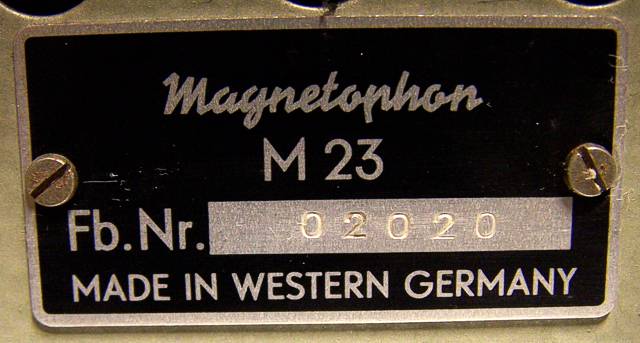 Magnetophon
M 23
Fb.Nr. 02020
MADE IN WESTERN GERMANY